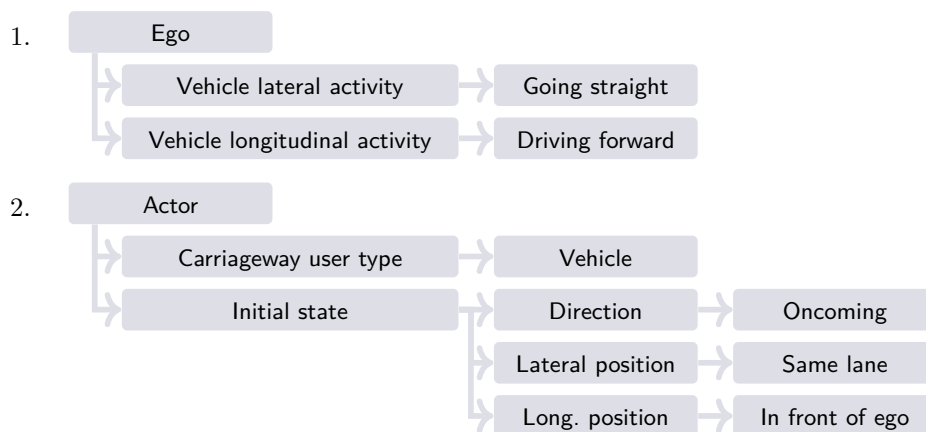 1. Ego
Vehicle lateral activity Going straight
Vehicle longitudinal activity Driving forward
2. Actor
Carriageway user type Vehicle
Initial state Direction Oncoming
Lateral position Same lane
Long. position In front of ego